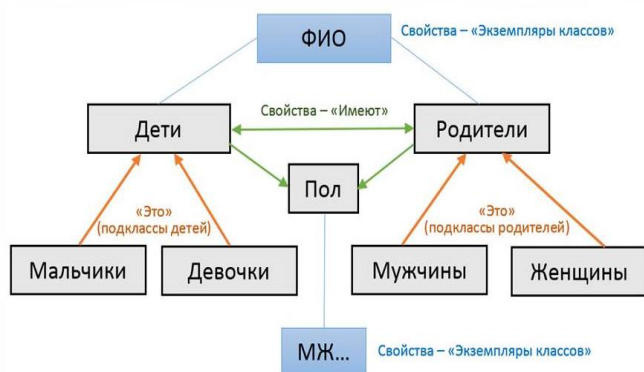 ФИО
Свойства – «Экземпляры классов»
Свойства – «Имеют»
Дети
Родители
Пол
«Это»
(подклассы детей)
«Это»
(подклассы родителей)
Мальчики
Девочки
Мужчины
Женщины
МЖ...
Свойства – «Экземпляры классов»